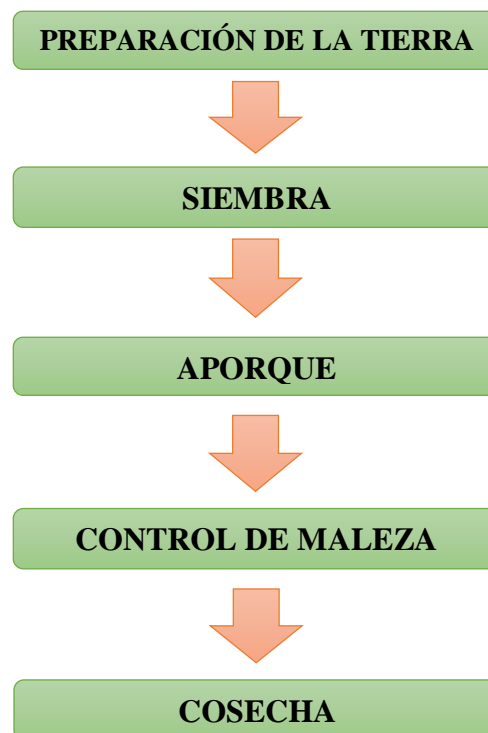 PREPARACIÓN DE LA TIERRA
SIEMBRA
APORQUE
CONTROL DE MALEZA
COSECHA